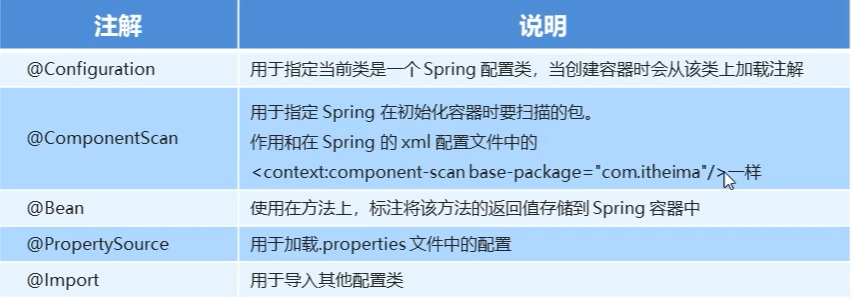 注解 说明
@Configuration 用于指定当前类是一个 Spring 配置类，当创建容器时会从该类上加载注解
@ComponentScan 用于指定 Spring 在初始化容器时要扫描的包。
作用和在 Spring 的 xml 配置文件中的
<context:component-scan base-package="com.itheima"/>一样
@Bean 使用在方法上，标注将该方法的返回值存储到 Spring 容器中
@PropertySource 用于加载.properties 文件中的配置
@Import 用于导入其他配置类